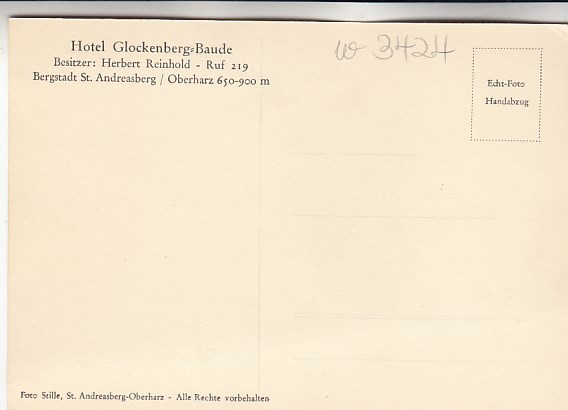 Hotel Glockenberg-Baude
Besitzer: Herbert Reinhold - Ruf 219
Bergstadt St. Andreasberg / Oberharz 650-900 m
W 3424
Echt-Foto
Handabzug
Foto Stille, St. Andreasberg-Oberharz - Alle Rechte vorbehalten